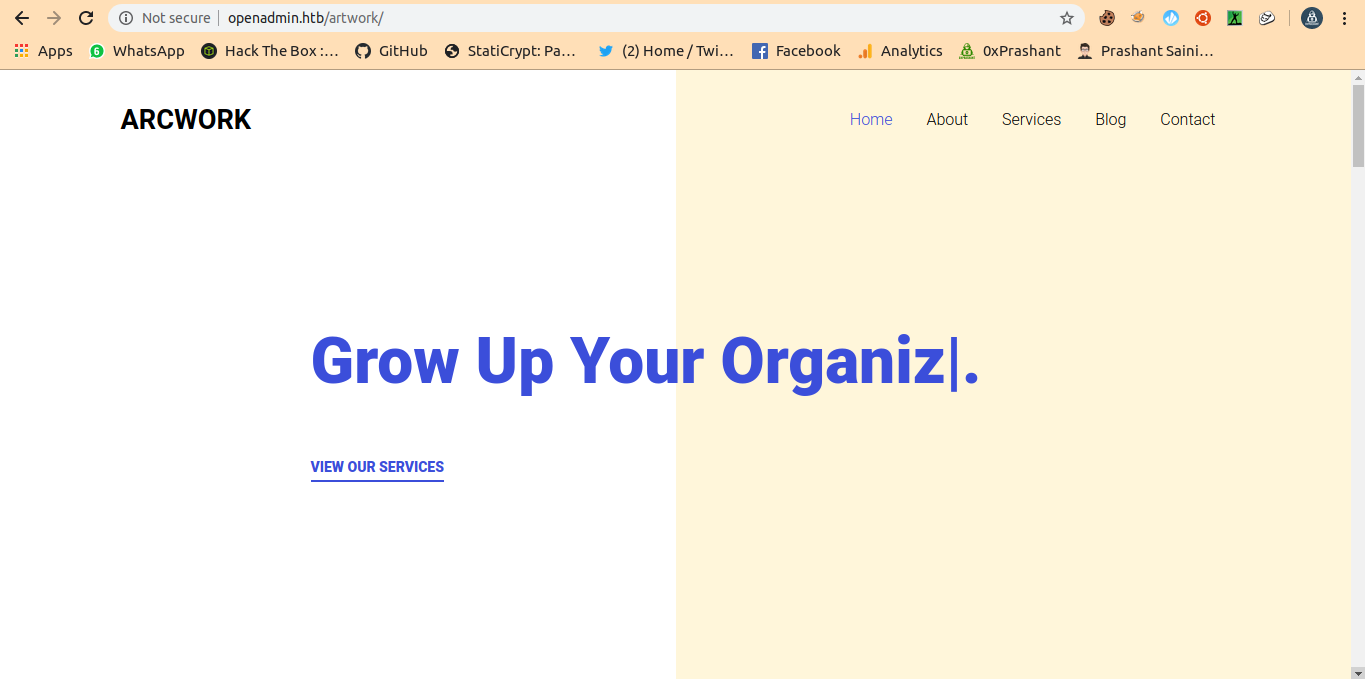 Not secure | openadmin.htb/artwork/
Apps 6 WhatsApp Hack The Box :… GitHub StatiCrypt: Pa… (2) Home / Twi… Facebook Analytics 0xPrashant Prashant Saini…
ARCWORK Home About Services Blog Contact
Grow Up Your Organiz|.
VIEW OUR SERVICES